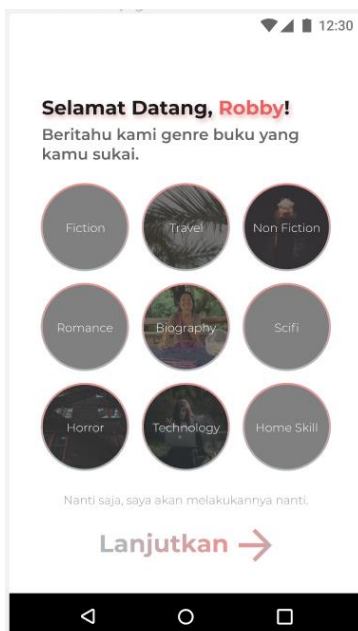 12:30
Selamat Datang, Robby!
Beritahu kami genre buku yang
kamu sukai.
Fiction
Travel
Non Fiction
Romance
Biography
Scifi
Horror
Technology
Home Skill
Nanti saja, saya akan melakukannya nanti.
Lanjutkan